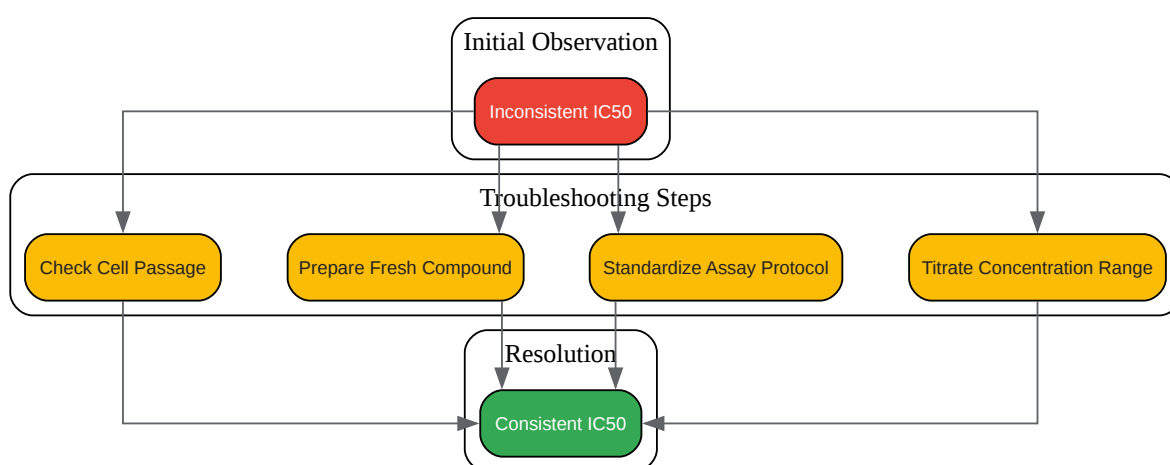 Initial Observation
Inconsistent IC50
Troubleshooting Steps
Check Cell Passage
Prepare Fresh Compound
Standardize Assay Protocol
Titrate Concentration Range
Resolution
Consistent IC50